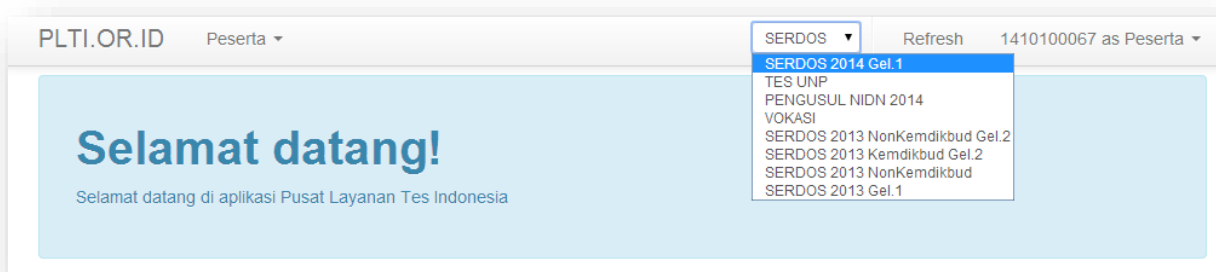 PLTI.OR.ID Peserta SERDOS Refresh 1410100067 as Peserta
SERDOS 2014 Gel.1
TES UNP
PENGUSUL NIDN 2014
VOKASI
SERDOS 2013 NonKemdikbud Gel.2
SERDOS 2013 Kemdikbud Gel.2
SERDOS 2013 NonKemdikbud
SERDOS 2013 Gel.1
Selamat datang!
Selamat datang di aplikasi Pusat Layanan Tes Indonesia